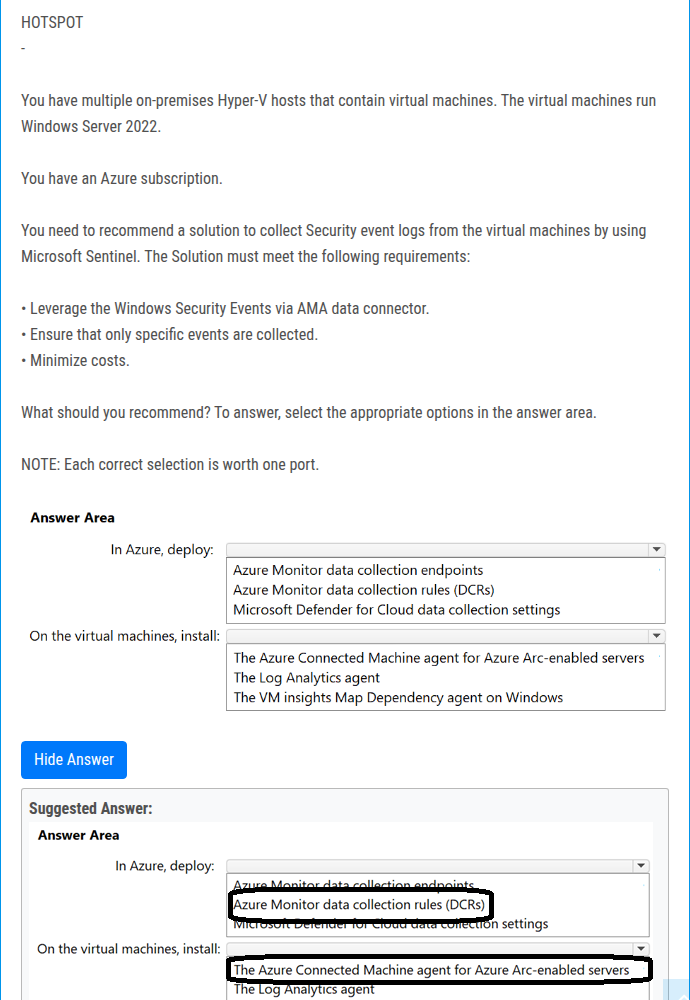 HOTSPOT
-
You have multiple on-premises Hyper-V hosts that contain virtual machines. The virtual machines run
Windows Server 2022.
You have an Azure subscription.
You need to recommend a solution to collect Security event logs from the virtual machines by using
Microsoft Sentinel. The Solution must meet the following requirements:
• Leverage the Windows Security Events via AMA data connector.
• Ensure that only specific events are collected.
• Minimize costs.
What should you recommend? To answer, select the appropriate options in the answer area.
NOTE: Each correct selection is worth one port.
Answer Area
In Azure, deploy:
Azure Monitor data collection endpoints
Azure Monitor data collection rules (DCRs)
Microsoft Defender for Cloud data collection settings
On the virtual machines, install:
The Azure Connected Machine agent for Azure Arc-enabled servers
The Log Analytics agent
The VM insights Map Dependency agent on Windows
Hide Answer
Suggested Answer:
Answer Area
In Azure, deploy:
Azure Monitor data collection endpoints
Azure Monitor data collection rules (DCRs)
Microsoft Defender for Cloud data collection settings
On the virtual machines, install:
The Azure Connected Machine agent for Azure Arc-enabled servers
The Log Analytics agent